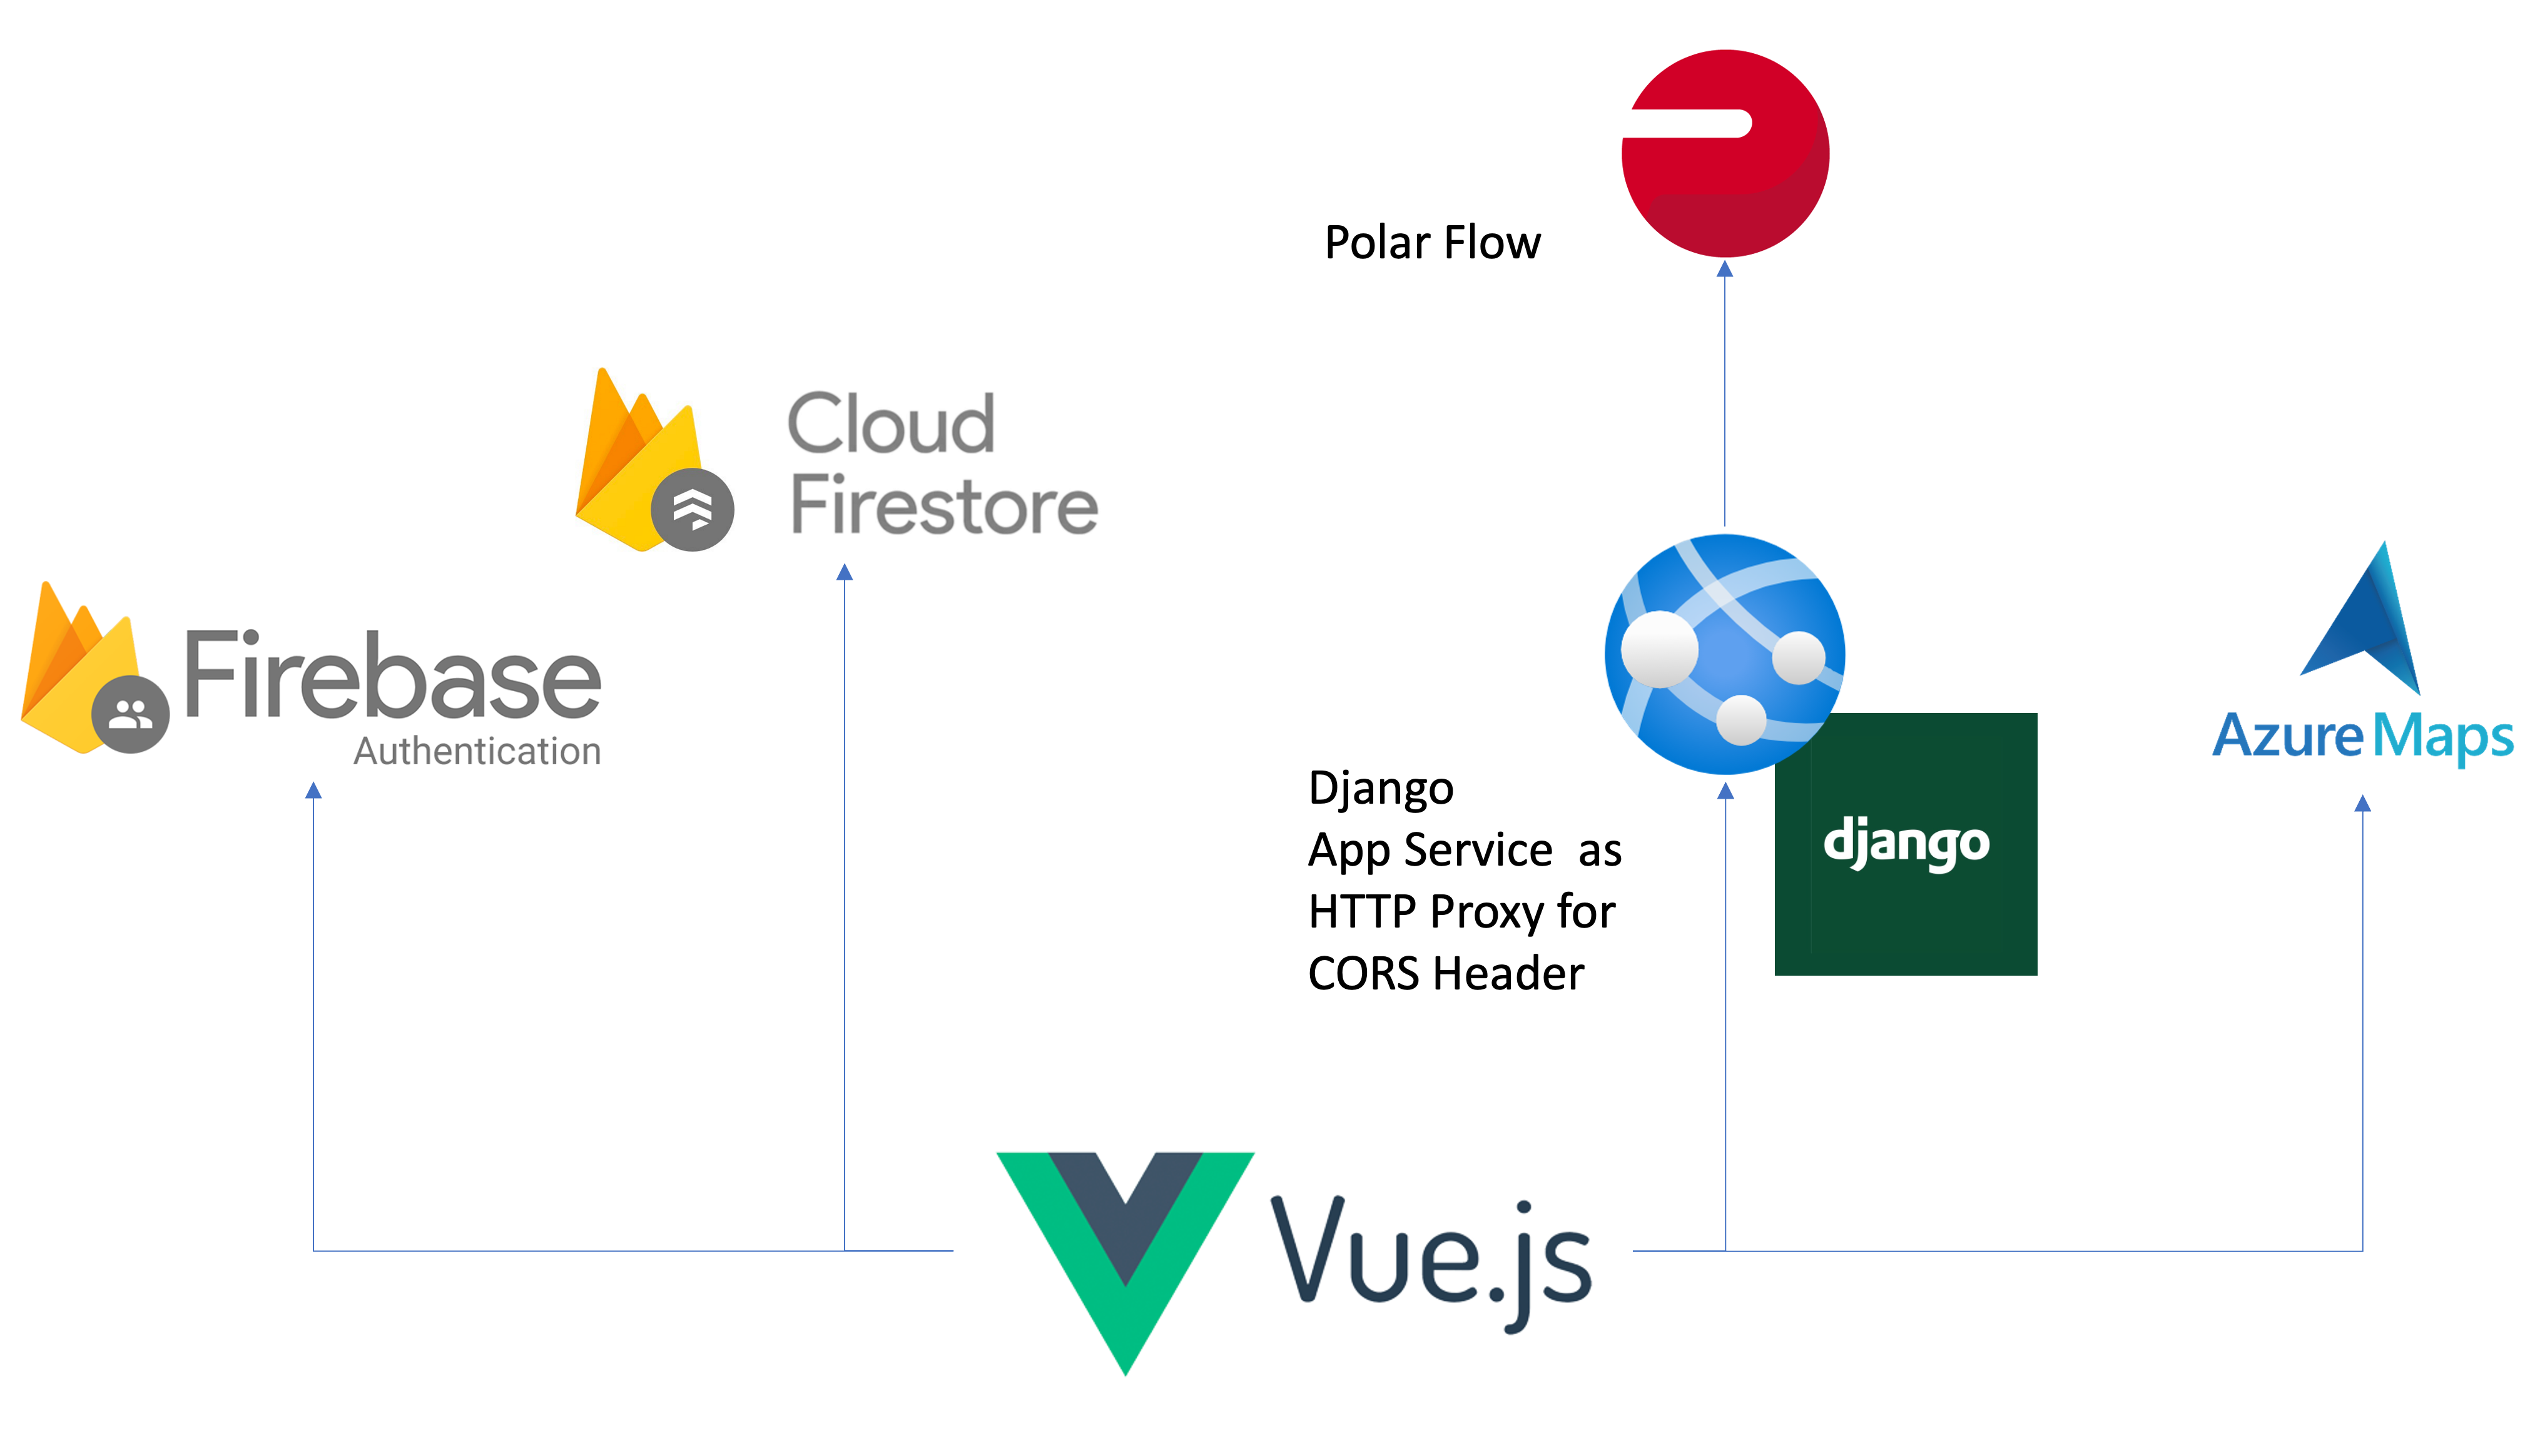 Polar Flow
Cloud
Firestore
Firebase
Authentication
Django
App Service  as
HTTP Proxy for
CORS Header
django
Azure Maps
Vue.js